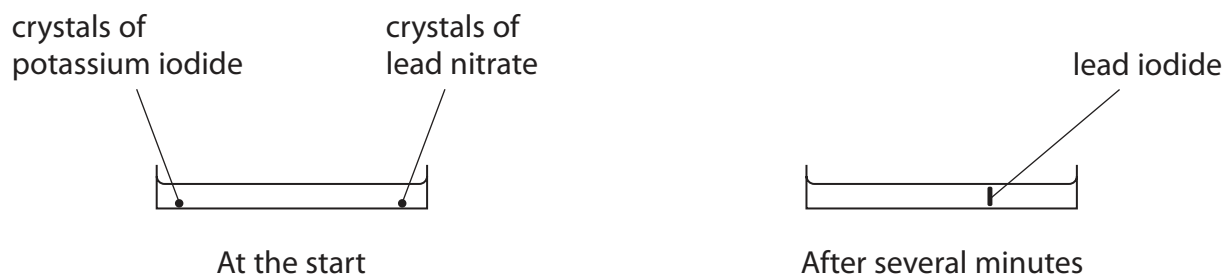 crystals of
potassium iodide
crystals of
lead nitrate
lead iodide
At the start
After several minutes